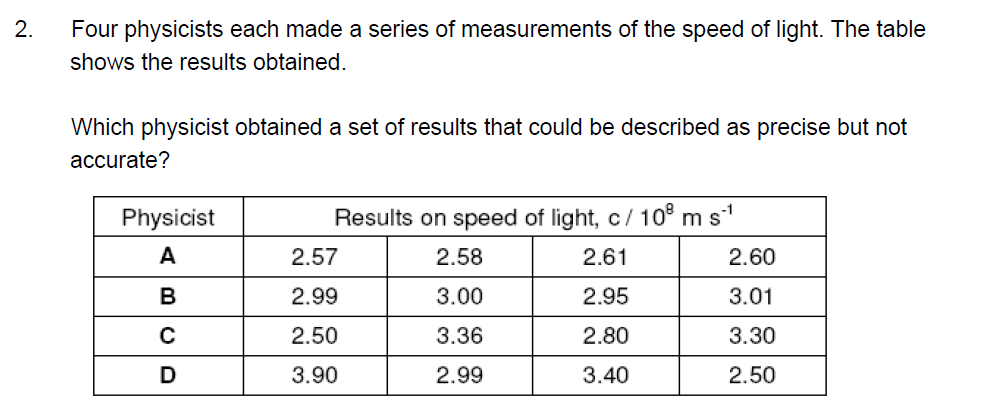 2. Four physicists each made a series of measurements of the speed of light. The table
shows the results obtained.
Which physicist obtained a set of results that could be described as precise but not
accurate?
Physicist Results on speed of light, c / 10⁸ m s⁻¹
A 2.57 2.58 2.61 2.60
B 2.99 3.00 2.95 3.01
C 2.50 3.36 2.80 3.30
D 3.90 2.99 3.40 2.50